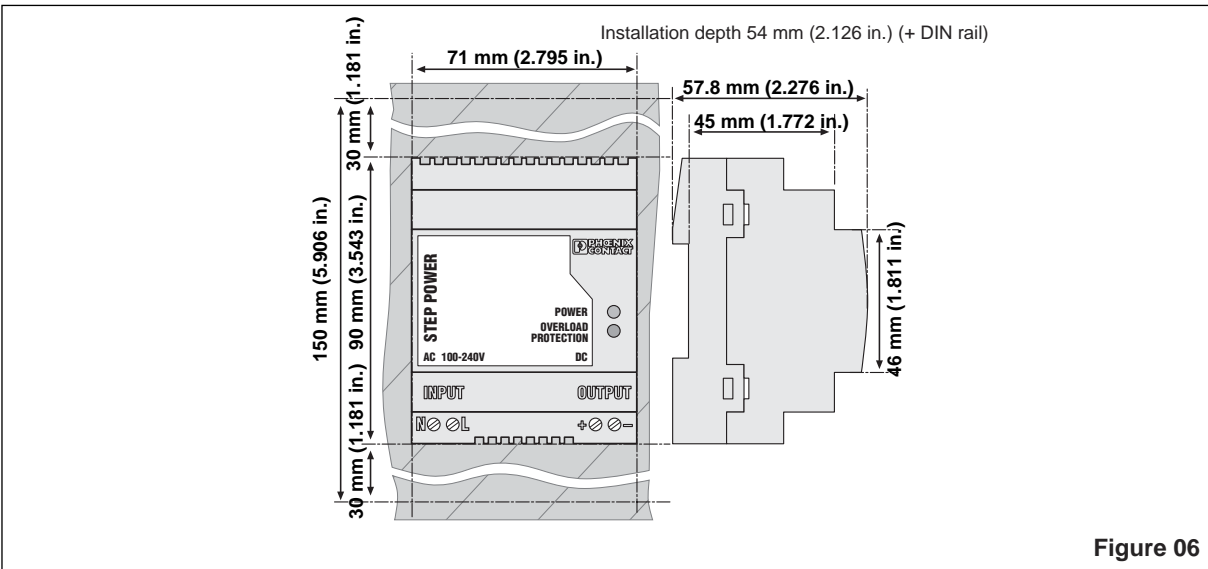 Installation depth 54 mm (2.126 in.) (+ DIN rail)
71 mm (2.795 in.)
57.8 mm (2.276 in.)
45 mm (1.772 in.)
30 mm (1.181 in.)
150 mm (5.906 in.)
90 mm (3.543 in.)
30 mm (1.181 in.)
46 mm (1.811 in.)
PHŒNIX
CONTACT
STEP POWER
POWER
OVERLOAD
PROTECTION
AC 100-240V DC
INPUT OUTPUT
N L + –
Figure 06